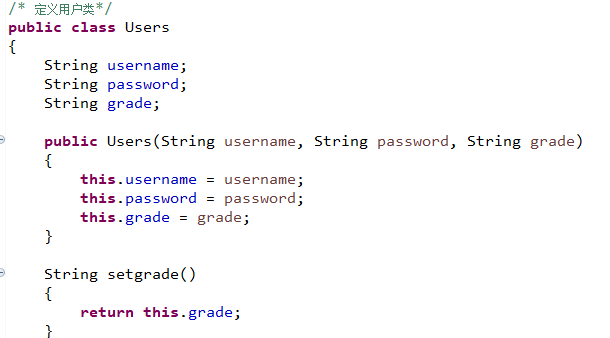 /* 定义用户类*/
public class Users
{
    String username;
    String password;
    String grade;

    public Users(String username, String password, String grade)
    {
        this.username = username;
        this.password = password;
        this.grade = grade;
    }

    String setgrade()
    {
        return this.grade;
    }